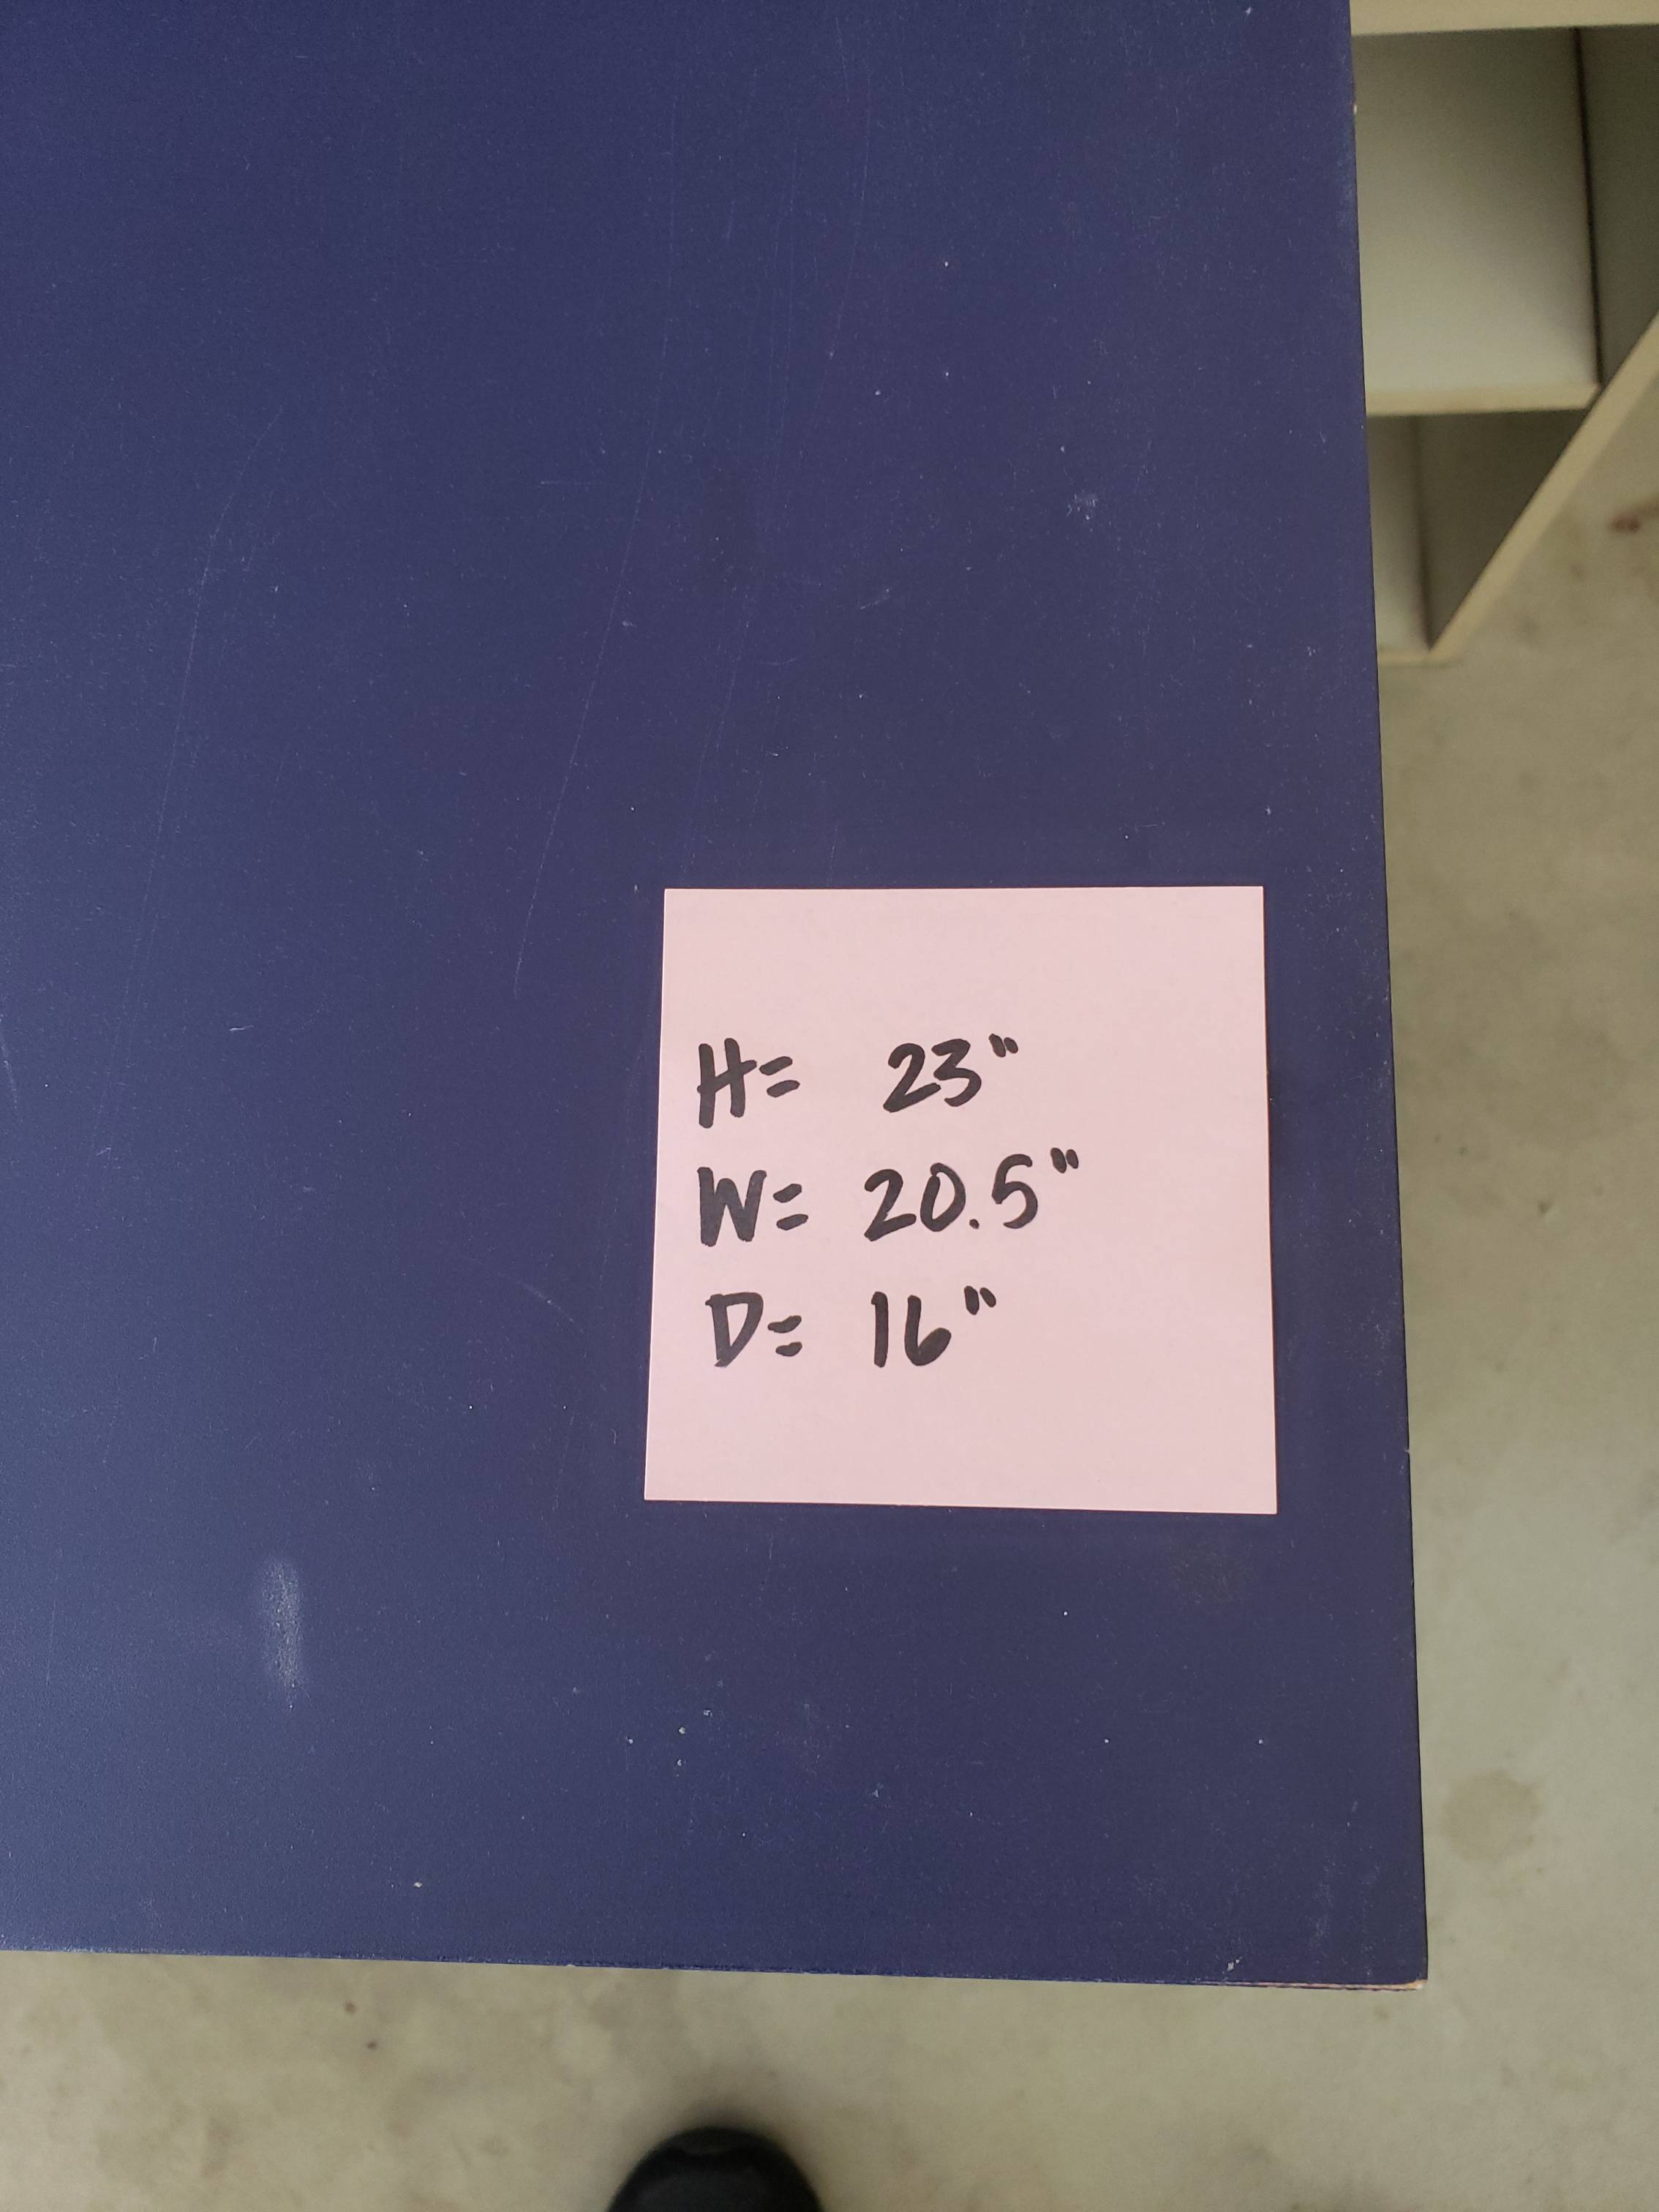 H= 23"
W= 20.5"
D= 16"